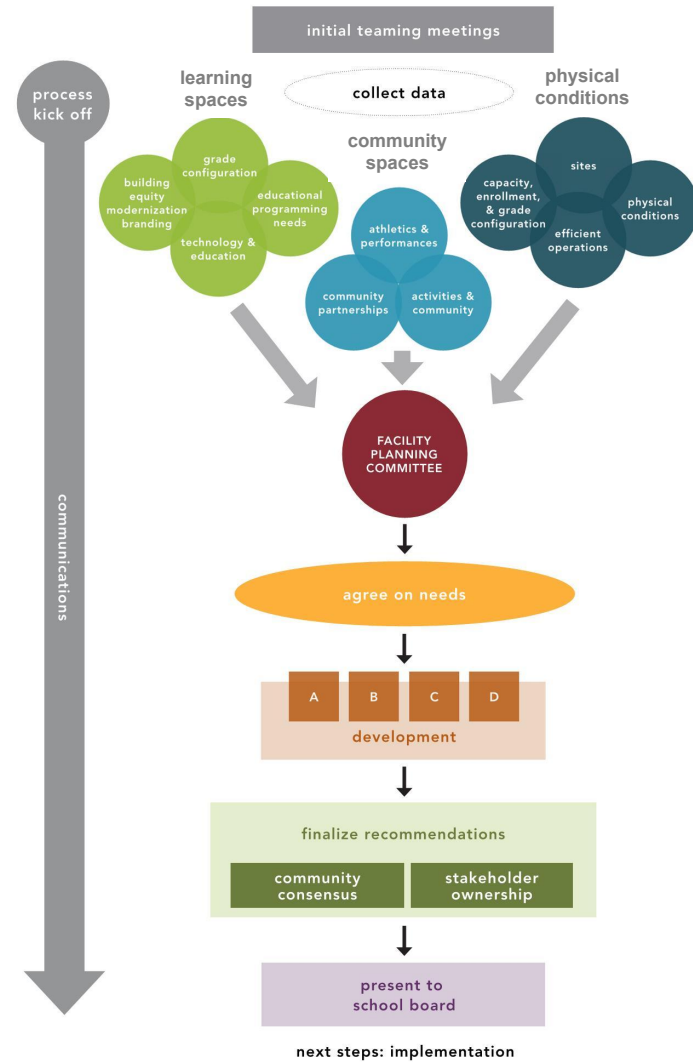 initial teaming meetings
process
kick off
collect data
learning
spaces
grade
configuration
building
equity
modernization
branding
educational
programming
needs
technology &
education
community
spaces
athletics &
performances
community
partnerships
activities &
community
physical
conditions
sites
capacity,
enrollment,
& grade
configuration
physical
conditions
efficient
operations
communications
FACILITY
PLANNING
COMMITTEE
agree on needs
A
B
C
D
development
finalize recommendations
community
consensus
stakeholder
ownership
present to
school board
next steps: implementation